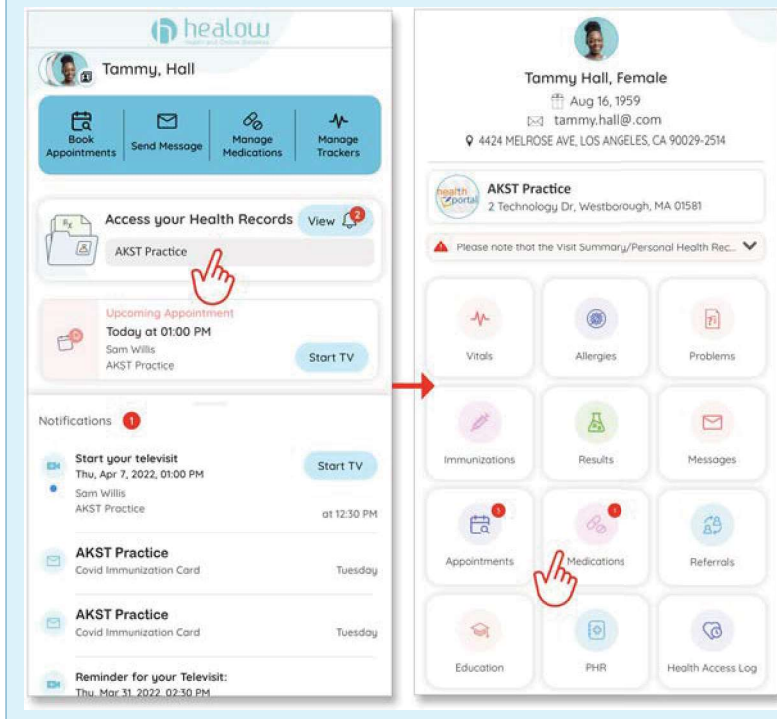 healow
Tammy, Hall
Book
Appointments
Send Message
Manage
Medications
Manage
Trackers
Access your Health Records
View
2
AKST Practice
Upcoming Appointment
Today at 01:00 PM
Sam Willis
AKST Practice
Start TV
Notifications
1
Start your televisit
Thu, Apr 7, 2022, 01:00 PM
Sam Willis
AKST Practice
Start TV
at 12:30 PM
AKST Practice
Covid Immunization Card
Tuesday
AKST Practice
Covid Immunization Card
Tuesday
Reminder for your Televisit:
Thu, Mar 31, 2022, 02:30 PM
Tammy Hall, Female
Aug 16, 1959
tammy.hall@.com
4424 MELROSE AVE, LOS ANGELES, CA 90029-2514
health
portal
AKST Practice
2 Technology Dr, Westborough, MA 01581
Please note that the Visit Summary/Personal Health Rec...
Vitals
Allergies
Problems
Immunizations
Results
Messages
1
Appointments
1
Medications
Referrals
Education
PHR
Health Access Log